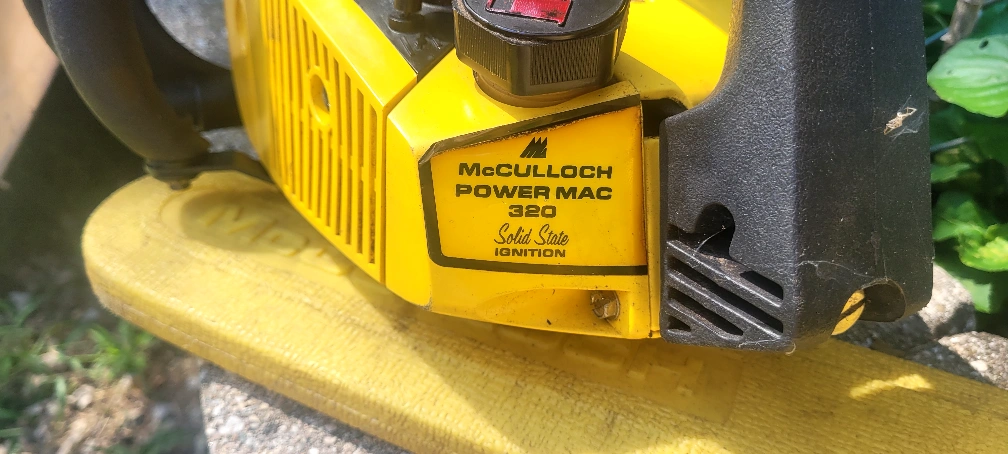 McCULLOCH
POWER MAC
320
Solid State
IGNITION